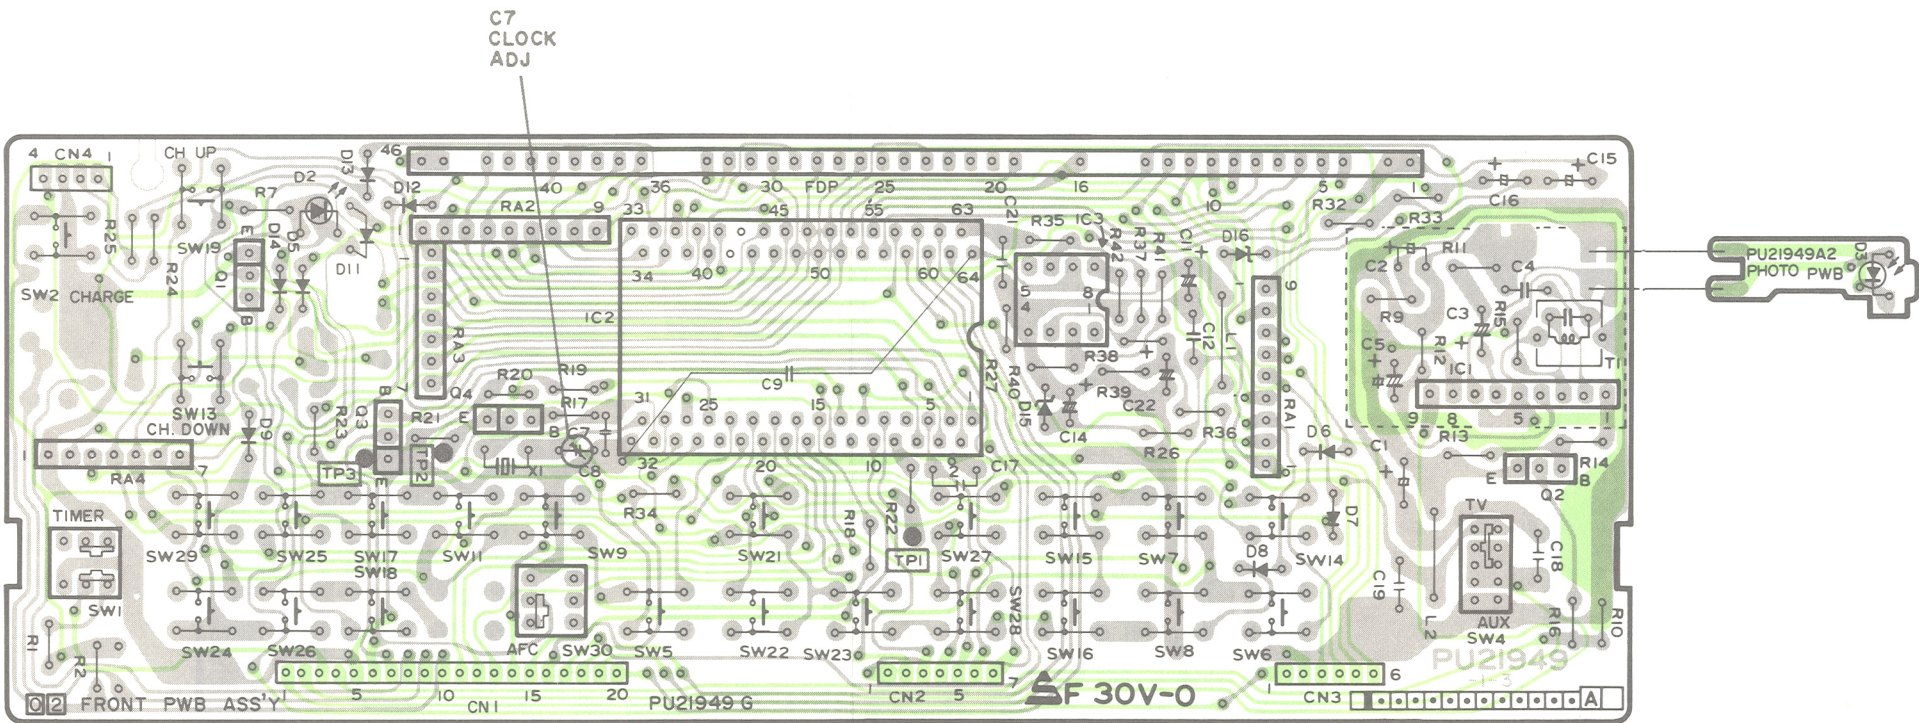 C7
CLOCK
ADJ
4 CN4 1
CH UP
D13
46
40
36
30
FDP
25
20
16
10
5
1
C15
C16
R7
D2
D12
RA2
9
33
45
55
63
C21
R35
IC3
R42
R37
R41
C11
D16
R32
R33
R25
SW19
E
Q1
B
D14
D5
D11
R24
SW2 CHARGE
1
RA3
7
34
40
50
60
64
IC2
5
8
4
1
9
L1
C12
RA1
1
C2
R11
C4
R9
C3
R15
C5
R12
IC1
T1
9
8
5
1
PU21949A2
PHOTO PWB
D3
SW13
CH. DOWN
D9
R23
Q3
B
E
R21
Q4
R20
R19
R17
E
B
C7
C8
X1
C9
31
25
15
5
1
32
20
10
2
R27
R40
R38
R39
D15
C14
C22
R36
R26
C17
D6
C1
R13
R14
E
B
Q2
1
RA4
7
TP3
TP2
TIMER
SW1
SW29
SW25
SW17
SW18
SW11
SW9
R34
SW21
R18
R22
TP1
SW27
SW15
SW7
D8
SW14
D7
TV
C18
C19
L2
AUX
SW4
R16
R10
SW24
SW26
AFC
SW30
SW5
SW22
SW23
SW28
SW16
SW8
SW6
R1
R2
02 FRONT PWB ASS'Y
1
5
10
15
20
CN1
PU21949 G
1
CN2
5
7
F 30V-0
1
CN3
6
PU21949
-1-3
A